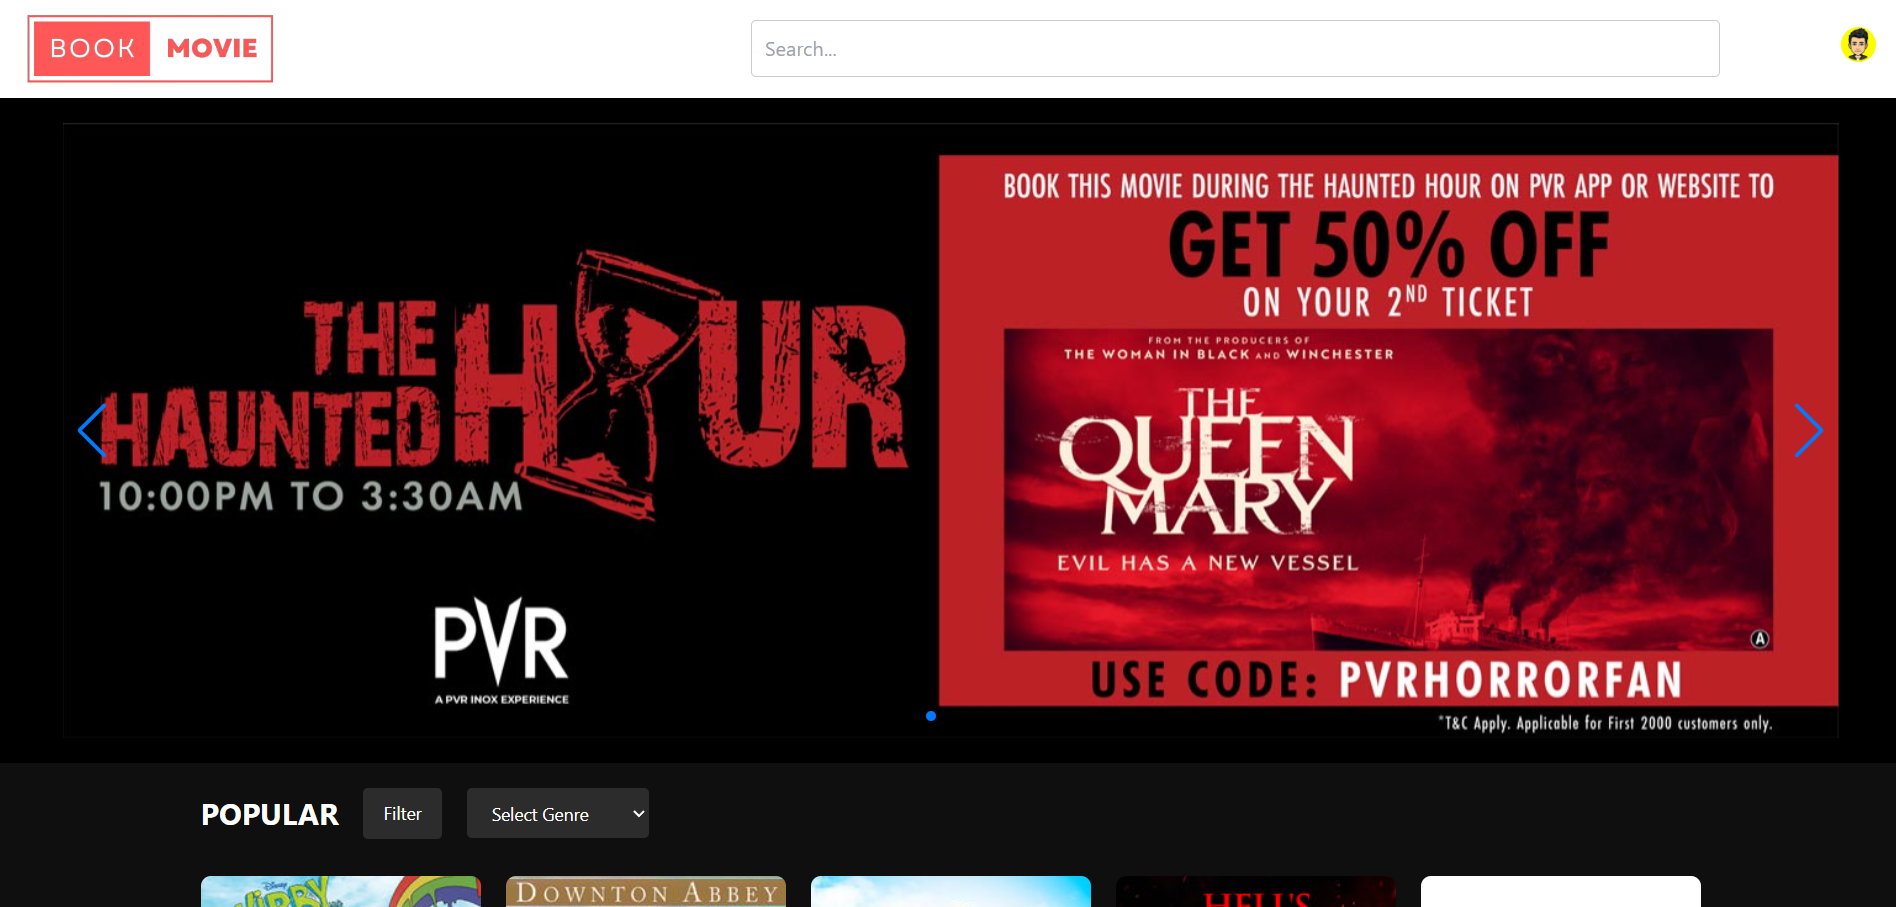 BOOK MOVIE
Search...
THE
HAUNTED HOUR
10:00PM TO 3:30AM
PVR
A PVR INOX EXPERIENCE
BOOK THIS MOVIE DURING THE HAUNTED HOUR ON PVR APP OR WEBSITE TO
GET 50% OFF
ON YOUR 2ND TICKET
FROM THE PRODUCERS OF
THE WOMAN IN BLACK AND WINCHESTER
THE
QUEEN
MARY
EVIL HAS A NEW VESSEL
A
USE CODE: PVRHORRORFAN
*T&C Apply. Applicable for First 2000 customers only.
POPULAR
Filter
Select Genre
Disney
DOWNTON ABBEY
HELL'S